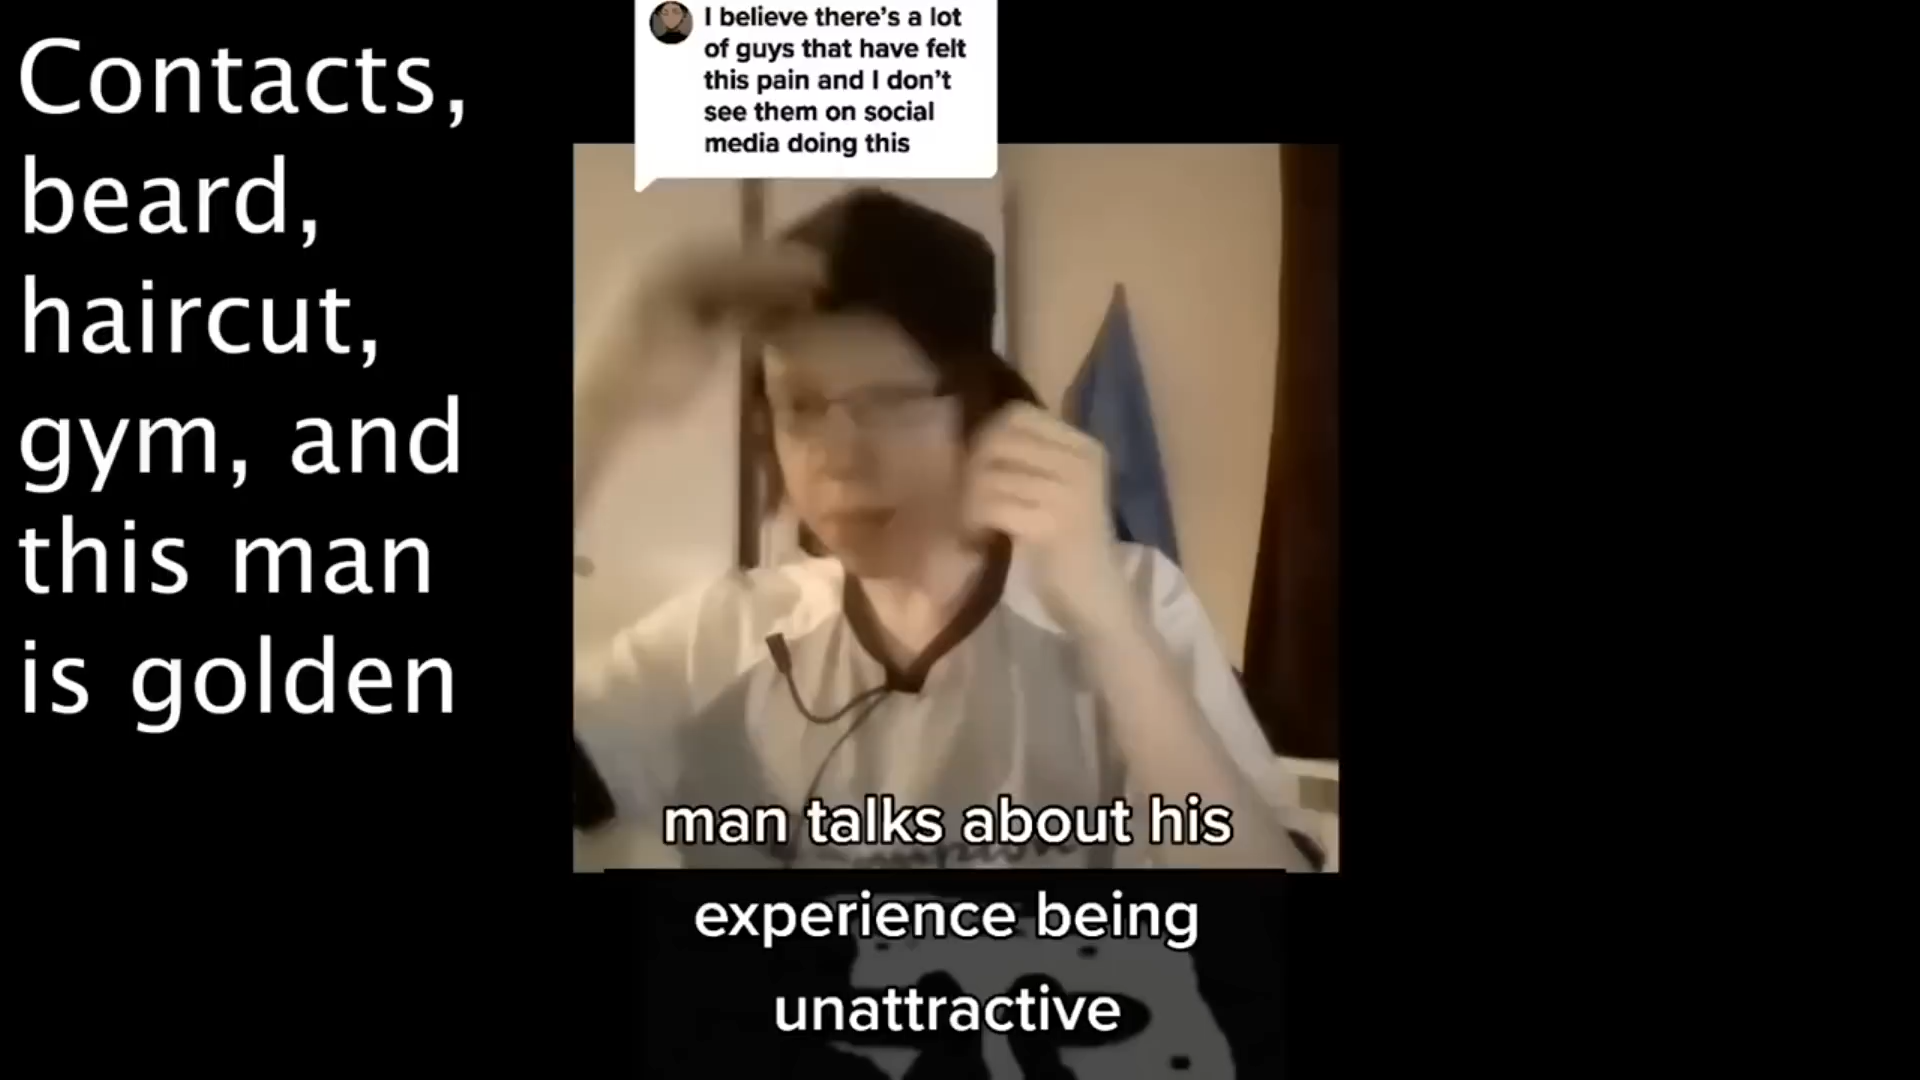 Contacts,
beard,
haircut,
gym, and
this man
is golden
I believe there's a lot
of guys that have felt
this pain and I don't
see them on social
media doing this
man talks about his
experience being
unattractive